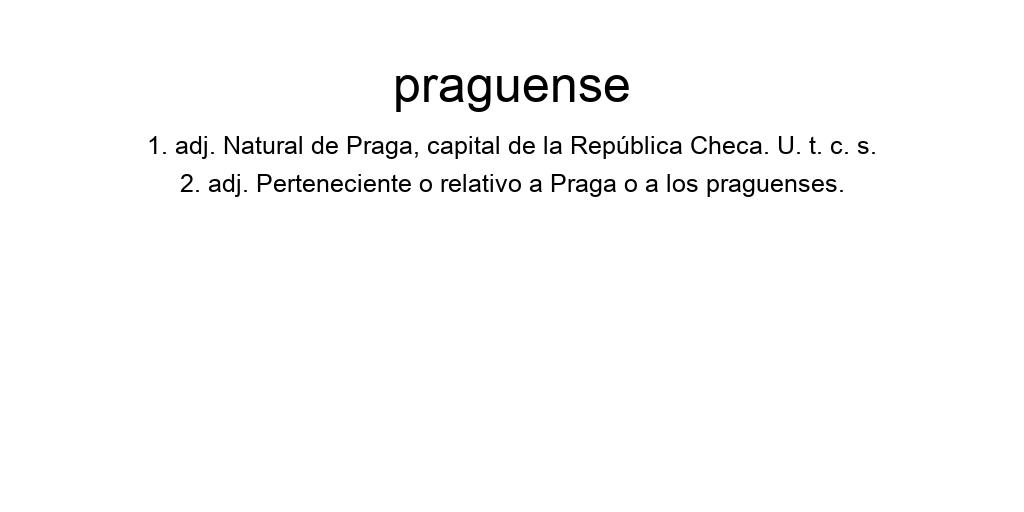 praguense
1. adj. Natural de Praga, capital de la República Checa. U. t. c. s.
2. adj. Perteneciente o relativo a Praga o a los praguenses.